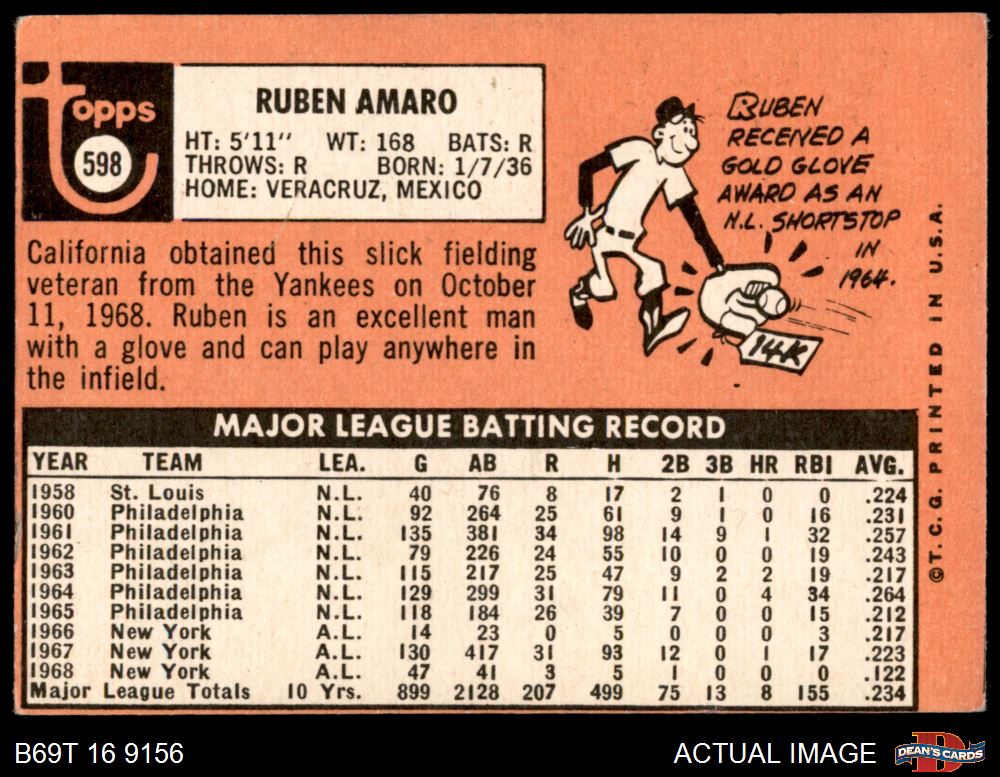 topps
598
RUBEN AMARO
HT: 5'11" WT: 168 BATS: R
THROWS: R BORN: 1/7/36
HOME: VERACRUZ, MEXICO
RUBEN
RECEIVED A
GOLD GLOVE
AWARD AS AN
N.L. SHORTSTOP
IN
1964.
14K
California obtained this slick fielding
veteran from the Yankees on October
11, 1968. Ruben is an excellent man
with a glove and can play anywhere in
the infield.
MAJOR LEAGUE BATTING RECORD
YEAR TEAM LEA. G AB R H 2B 3B HR RBI AVG.
1958 St. Louis N.L. 40 76 8 17 2 1 0 0 .224
1960 Philadelphia N.L. 92 264 25 61 9 1 0 16 .231
1961 Philadelphia N.L. 135 381 34 98 14 9 1 32 .257
1962 Philadelphia N.L. 79 226 24 55 10 0 0 19 .243
1963 Philadelphia N.L. 115 217 25 47 9 2 2 19 .217
1964 Philadelphia N.L. 129 299 31 79 11 0 4 34 .264
1965 Philadelphia N.L. 118 184 26 39 7 0 0 15 .212
1966 New York A.L. 14 23 0 5 0 0 0 3 .217
1967 New York A.L. 130 417 31 93 12 0 1 17 .223
1968 New York A.L. 47 41 3 5 1 0 0 0 .122
Major League Totals 10 Yrs. 899 2128 207 499 75 13 8 155 .234
©T.C.G. PRINTED IN U.S.A.
B69T 16 9156
ACTUAL IMAGE
DEAN'S CARDS